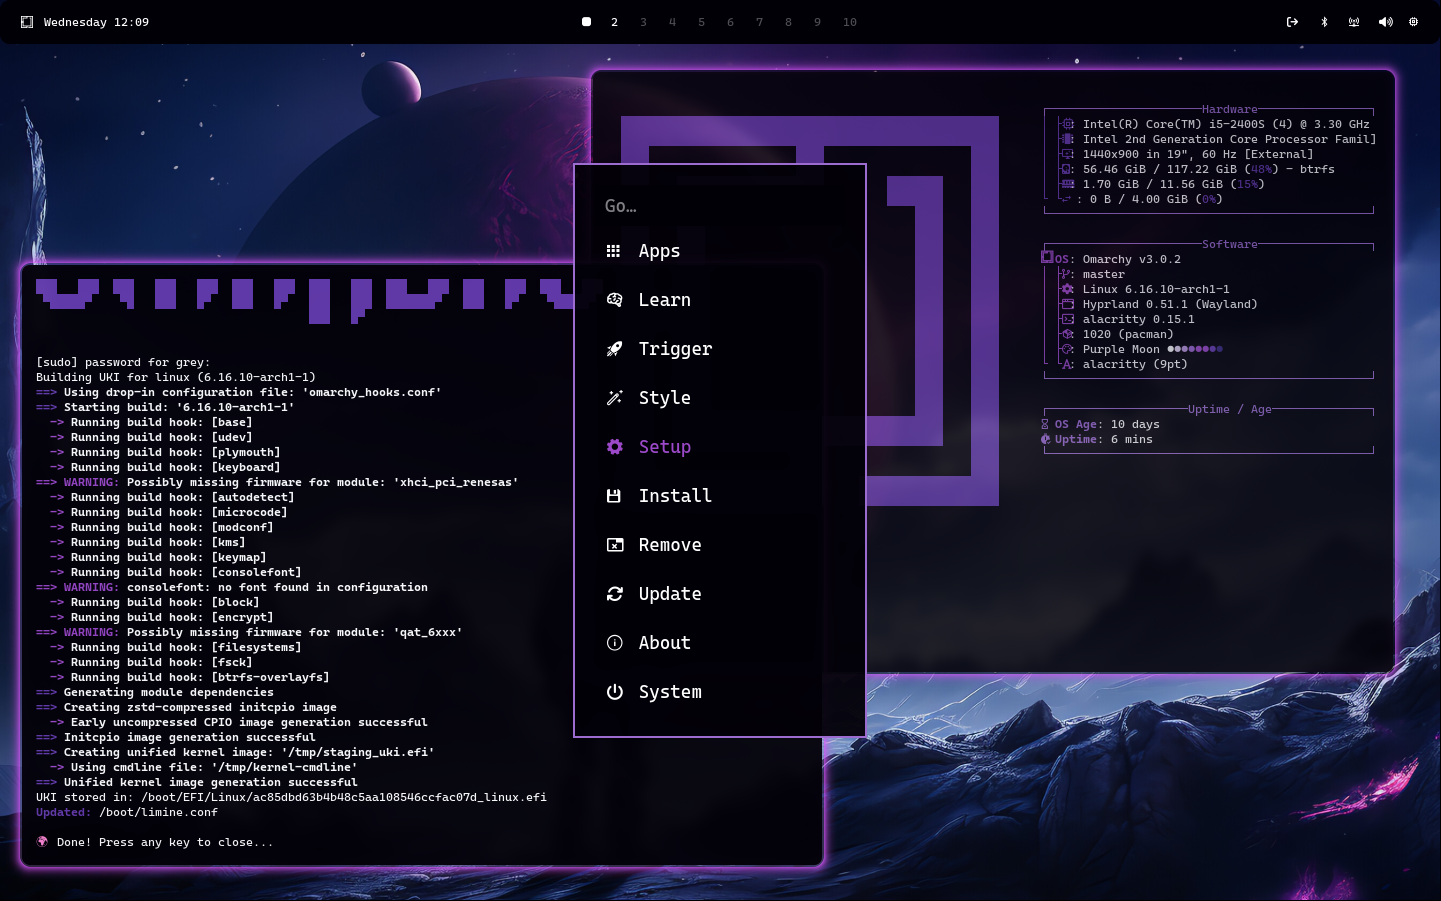 Wednesday 12:09
2 3 4 5 6 7 8 9 10
Hardware
: Intel(R) Core(TM) i5-2400S (4) @ 3.30 GHz
: Intel 2nd Generation Core Processor Famil]
: 1440x900 in 19", 60 Hz [External]
: 56.46 GiB / 117.22 GiB (48%) - btrfs
: 1.70 GiB / 11.56 GiB (15%)
: 0 B / 4.00 GiB (0%)
Software
OS: Omarchy v3.0.2
: master
: Linux 6.16.10-arch1-1
: Hyprland 0.51.1 (Wayland)
: alacritty 0.15.1
: 1020 (pacman)
: Purple Moon
: alacritty (9pt)
Uptime / Age
OS Age: 10 days
Uptime: 6 mins
Go…
Apps
Learn
Trigger
Style
Setup
Install
Remove
Update
About
System
[sudo] password for grey:
Building UKI for linux (6.16.10-arch1-1)
==> Using drop-in configuration file: 'omarchy_hooks.conf'
==> Starting build: '6.16.10-arch1-1'
-> Running build hook: [base]
-> Running build hook: [udev]
-> Running build hook: [plymouth]
-> Running build hook: [keyboard]
==> WARNING: Possibly missing firmware for module: 'xhci_pci_renesas'
-> Running build hook: [autodetect]
-> Running build hook: [microcode]
-> Running build hook: [modconf]
-> Running build hook: [kms]
-> Running build hook: [keymap]
-> Running build hook: [consolefont]
==> WARNING: consolefont: no font found in configuration
-> Running build hook: [block]
-> Running build hook: [encrypt]
==> WARNING: Possibly missing firmware for module: 'qat_6xxx'
-> Running build hook: [filesystems]
-> Running build hook: [fsck]
-> Running build hook: [btrfs-overlayfs]
==> Generating module dependencies
==> Creating zstd-compressed initcpio image
-> Early uncompressed CPIO image generation successful
==> Initcpio image generation successful
==> Creating unified kernel image: '/tmp/staging_uki.efi'
-> Using cmdline file: '/tmp/kernel-cmdline'
==> Unified kernel image generation successful
UKI stored in: /boot/EFI/Linux/ac85dbd63b4b48c5aa108546ccfac07d_linux.efi
Updated: /boot/limine.conf
Done! Press any key to close...